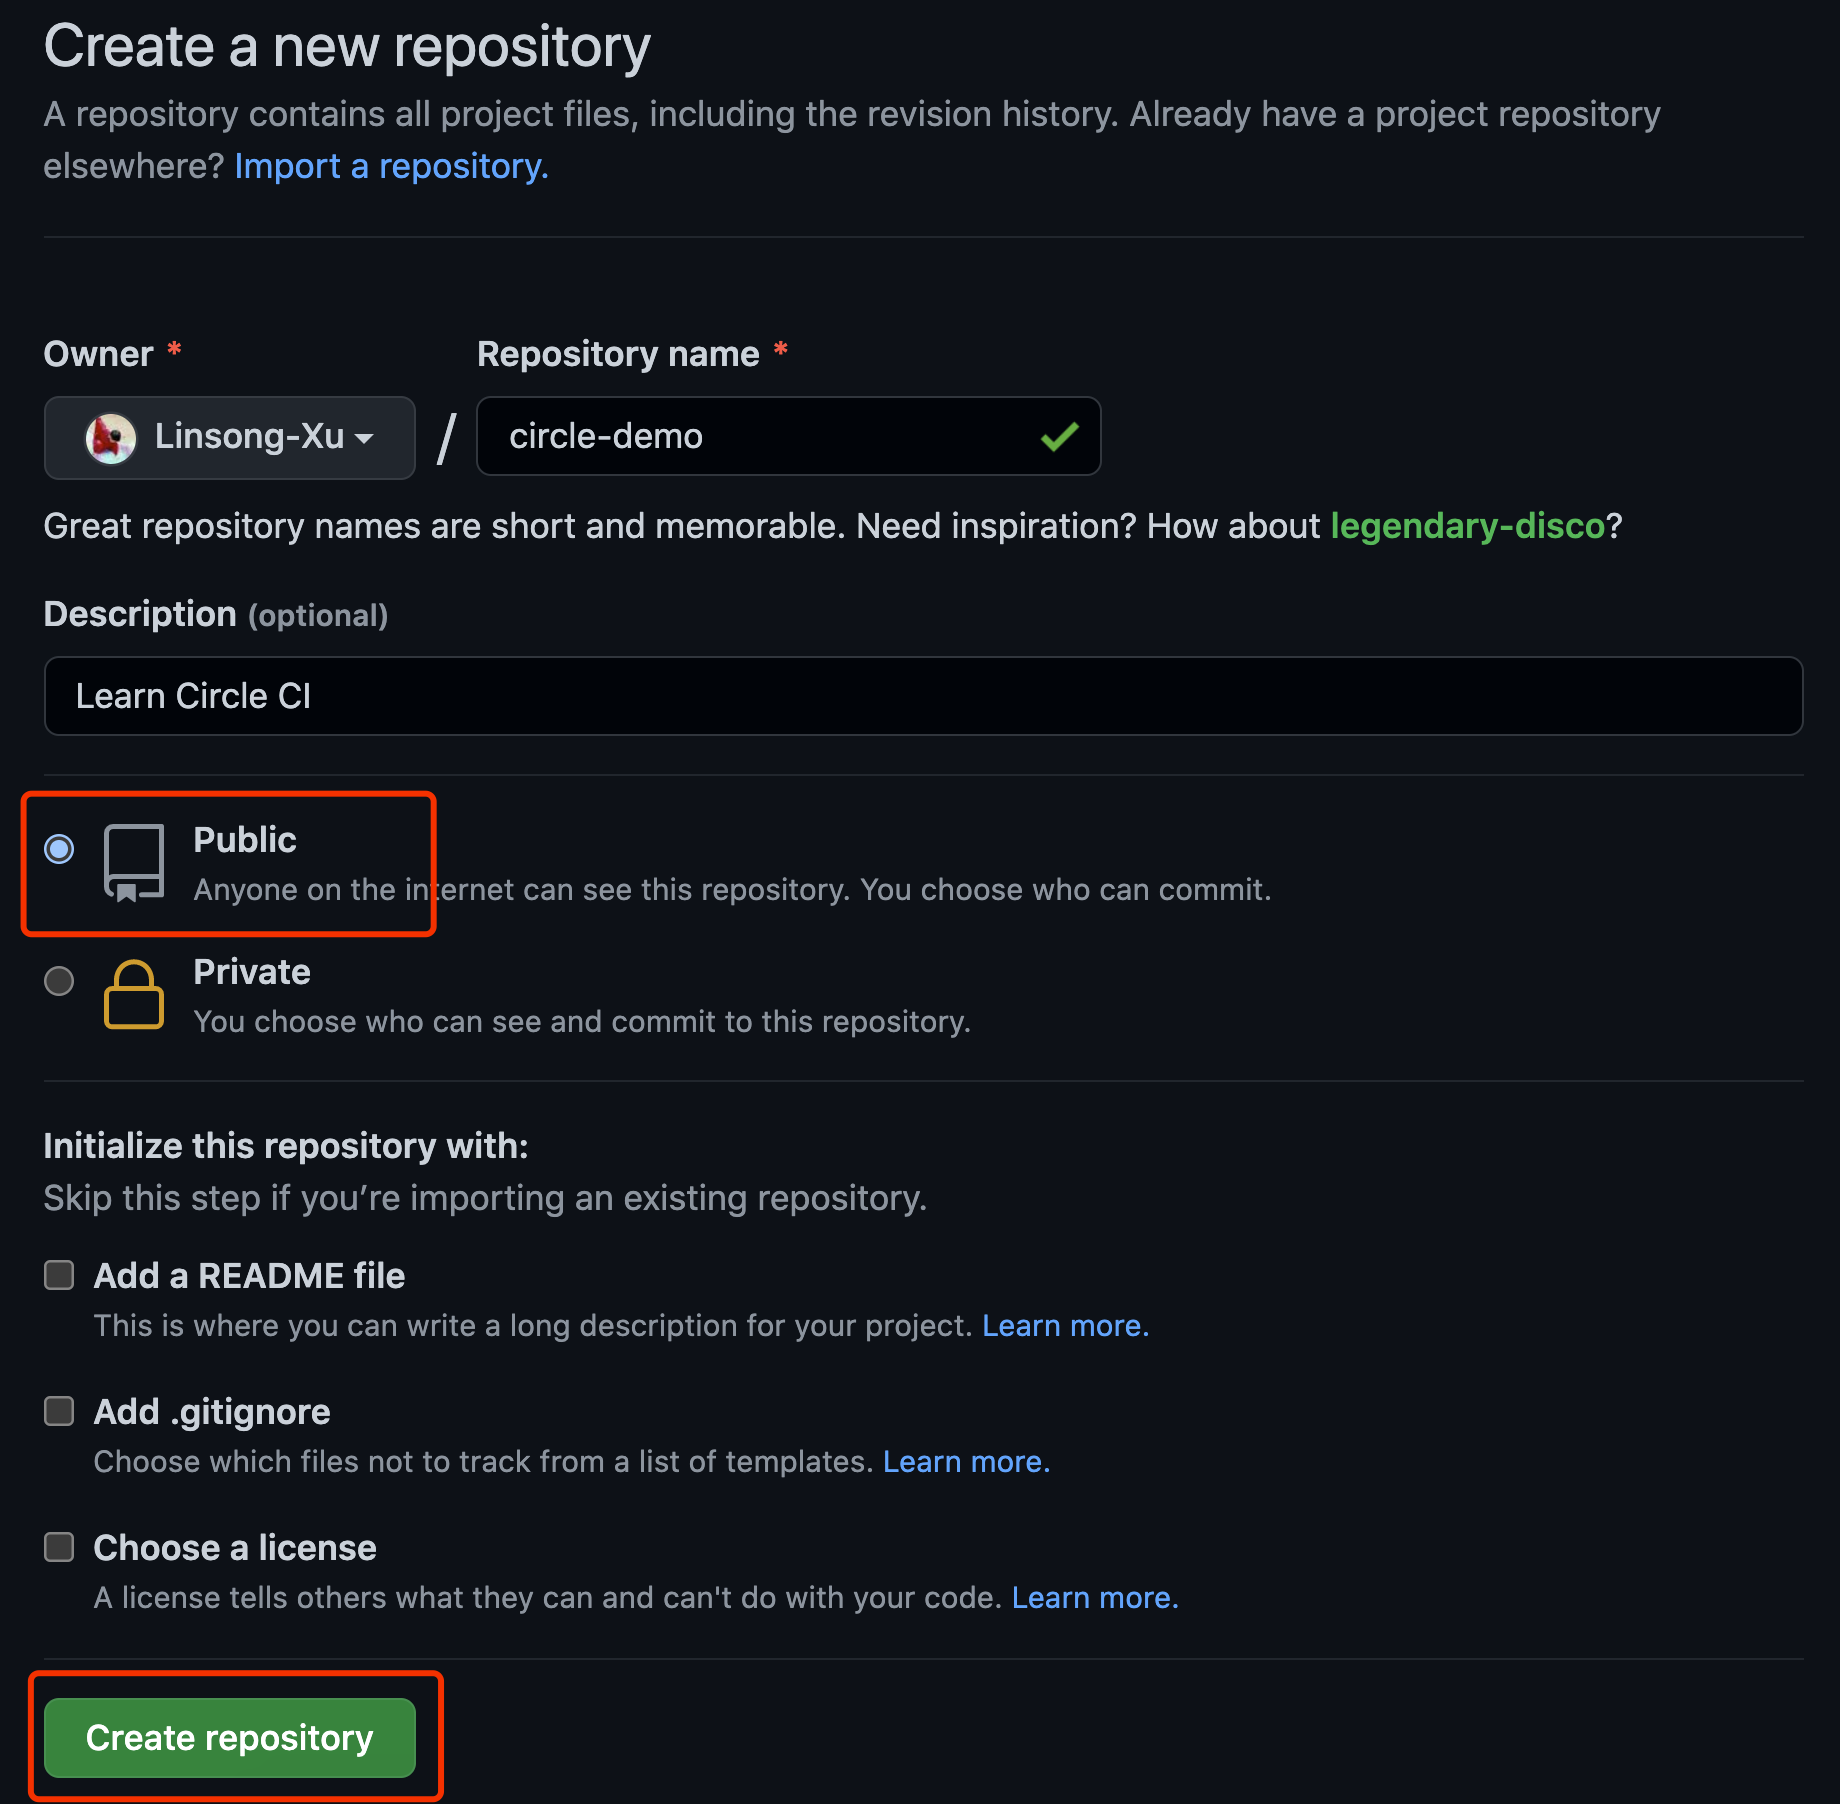 Create a new repository
A repository contains all project files, including the revision history. Already have a project repository
elsewhere? Import a repository.
Owner *
Repository name *
Linsong-Xu / circle-demo
Great repository names are short and memorable. Need inspiration? How about legendary-disco?
Description (optional)
Learn Circle CI
Public
Anyone on the internet can see this repository. You choose who can commit.
Private
You choose who can see and commit to this repository.
Initialize this repository with:
Skip this step if you’re importing an existing repository.
Add a README file
This is where you can write a long description for your project. Learn more.
Add .gitignore
Choose which files not to track from a list of templates. Learn more.
Choose a license
A license tells others what they can and can't do with your code. Learn more.
Create repository